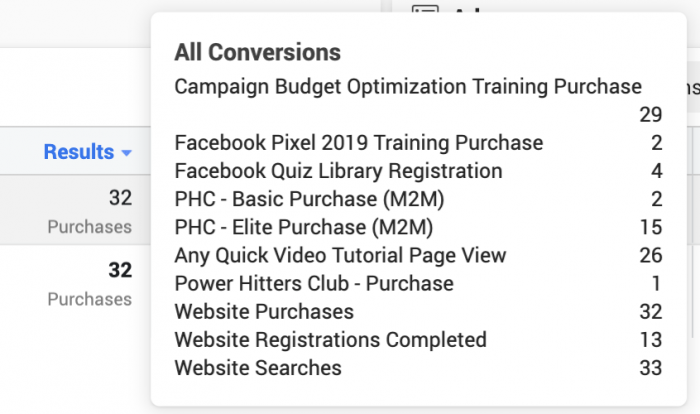 All Conversions
Campaign Budget Optimization Training Purchase
29
Results
Facebook Pixel 2019 Training Purchase 2
Facebook Quiz Library Registration 4
32
PHC - Basic Purchase (M2M) 2
Purchases
PHC - Elite Purchase (M2M) 15
Any Quick Video Tutorial Page View 26
32
Power Hitters Club - Purchase 1
Purchases
Website Purchases 32
Website Registrations Completed 13
Website Searches 33